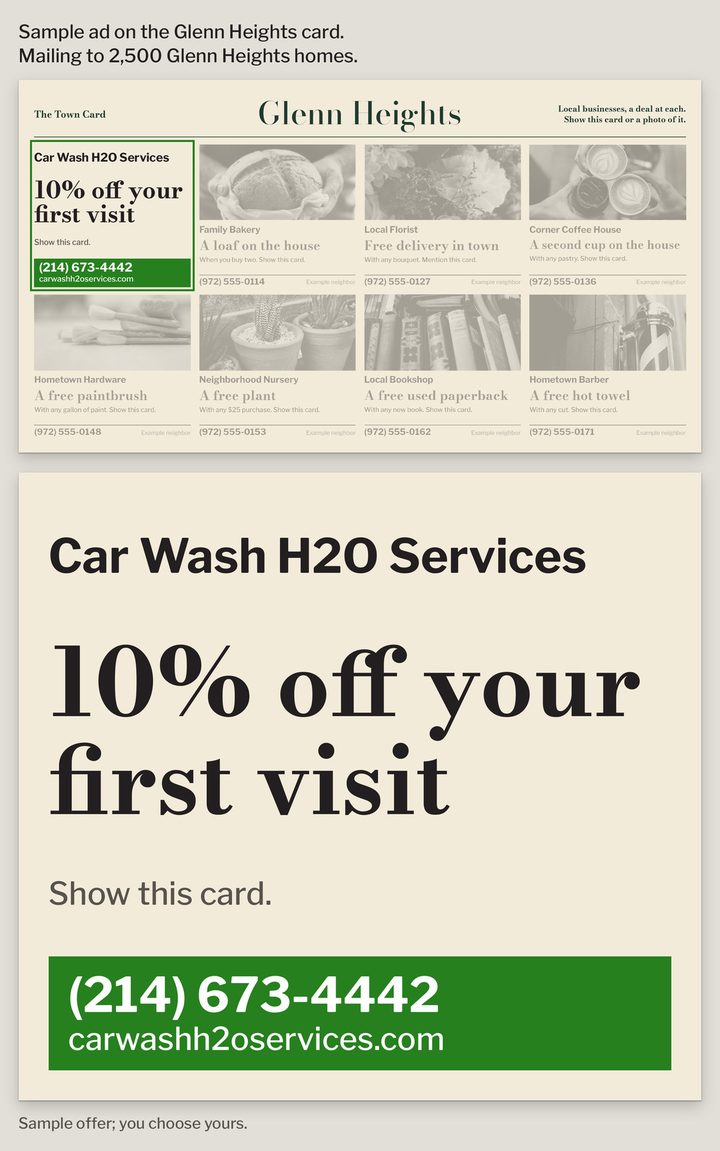 Sample ad on the Glenn Heights card.
Mailing to 2,500 Glenn Heights homes.
The Town Card
Glenn Heights
Local businesses, a deal at each.
Show this card or a photo of it.
Car Wash H2O Services
10% off your
first visit
Show this card.
(214) 673-4442
carwashh2oservices.com
Family Bakery
A loaf on the house
When you buy two. Show this card.
(972) 555-0114
Example neighbor
Local Florist
Free delivery in town
With any bouquet. Mention this card.
(972) 555-0127
Example neighbor
Corner Coffee House
A second cup on the house
With any pastry. Show this card.
(972) 555-0136
Example neighbor
Hometown Hardware
A free paintbrush
With any gallon of paint. Show this card.
(972) 555-0148
Example neighbor
Neighborhood Nursery
A free plant
With any $25 purchase. Show this card.
(972) 555-0153
Example neighbor
Local Bookshop
A free used paperback
With any new book. Show this card.
(972) 555-0162
Example neighbor
Hometown Barber
A free hot towel
With any cut. Show this card.
(972) 555-0171
Example neighbor
Car Wash H2O Services
10% off your
first visit
Show this card.
(214) 673-4442
carwashh2oservices.com
Sample offer; you choose yours.